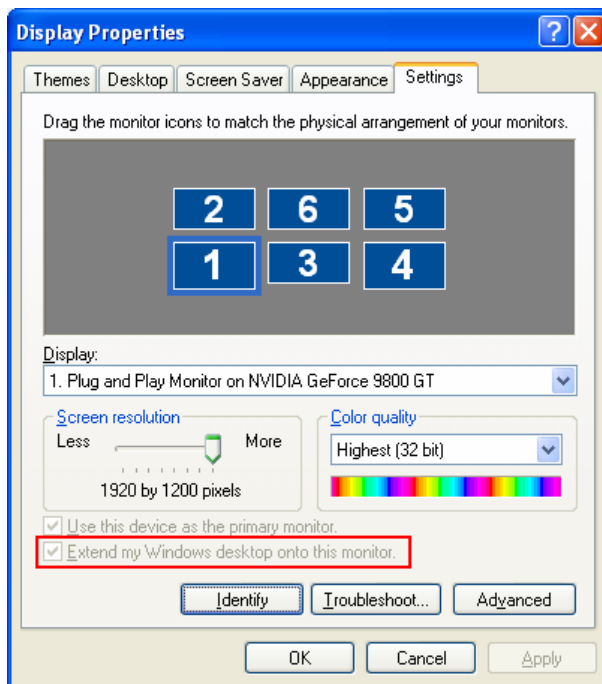 Display Properties
Themes Desktop Screen Saver Appearance Settings
Drag the monitor icons to match the physical arrangement of your monitors.
2 6 5
1 3 4
Display:
1. Plug and Play Monitor on NVIDIA GeForce 9800 GT
Screen resolution
Less More
1920 by 1200 pixels
Color quality
Highest (32 bit)
Use this device as the primary monitor.
Extend my Windows desktop onto this monitor.
Identify Troubleshoot... Advanced
OK Cancel Apply